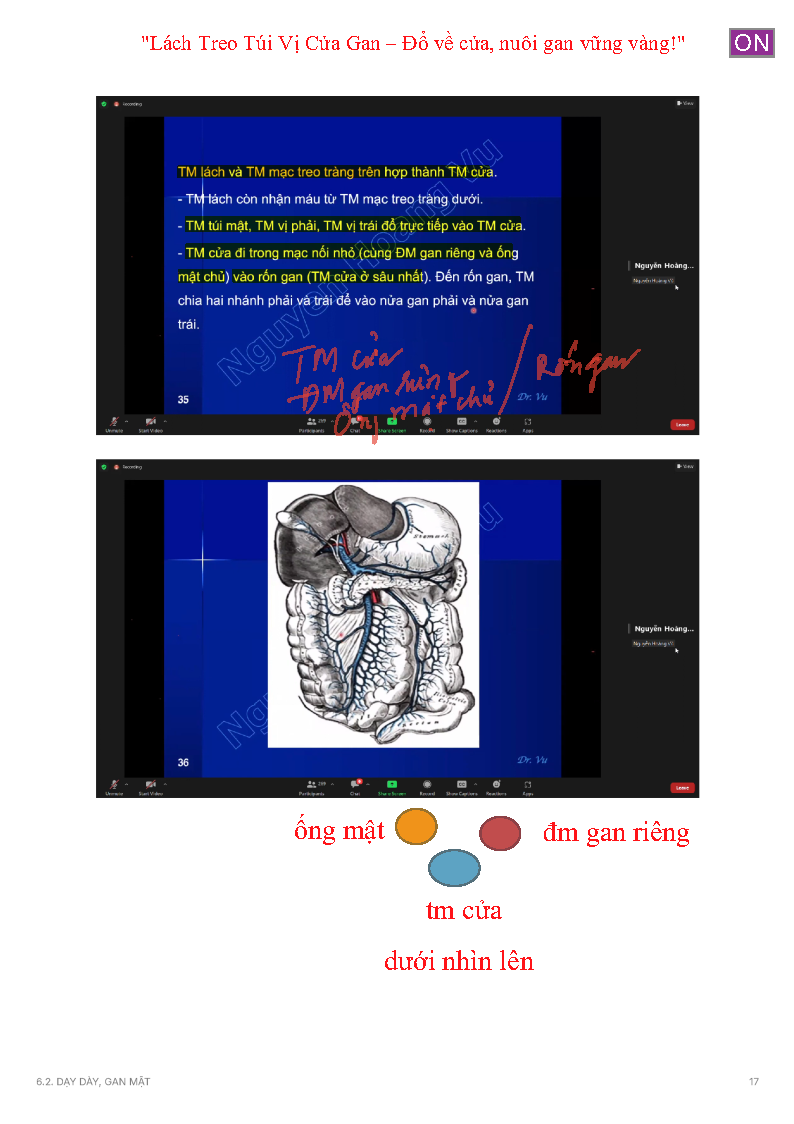 "Lách Treo Túi Vị Cửa Gan – Đổ về cửa, nuôi gan vững vàng!"
ON
Recording
View
TM lách và TM mạc treo tràng trên hợp thành TM cửa.
- TM lách còn nhận máu từ TM mạc treo tràng dưới.
- TM túi mật, TM vị phải, TM vị trái đổ trực tiếp vào TM cửa.
- TM cửa đi trong mạc nối nhỏ (cùng ĐM gan riêng và ống
mật chủ) vào rốn gan (TM cửa ở sâu nhất). Đến rốn gan, TM
chia hai nhánh phải và trái để vào nửa gan phải và nửa gan
trái.
Nguyen Hoang Vu
Nguyễn Hoàng...
Nguyễn Hoàng Vũ
TM cửa
ĐM gan riêng
Ống mật chủ
Rốn gan
35
Dr. Vu
Unmute
Start Video
Participants
Chat
Share Screen
Record
Show Captions
Reactions
Apps
Leave
Recording
View
Stomach
Nguyễn Hoàng...
Nguyễn Hoàng Vũ
36
Dr. Vu
Unmute
Start Video
Participants
Chat
Share Screen
Record
Show Captions
Reactions
Apps
Leave
ống mật
đm gan riêng
tm cửa
dưới nhìn lên
6.2. DẠY DÀY, GAN MẬT
17